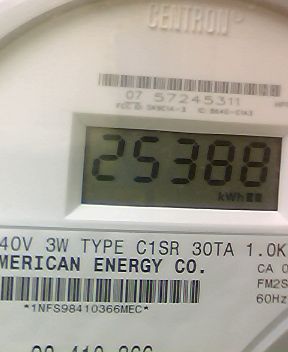 CENTRON
07 57245311
25388
kWh
40V 3W TYPE C1SR 30TA 1.0K
MERICAN ENERGY CO.
CA 0
FM2S
60Hz
*1NFS98410366MEC*